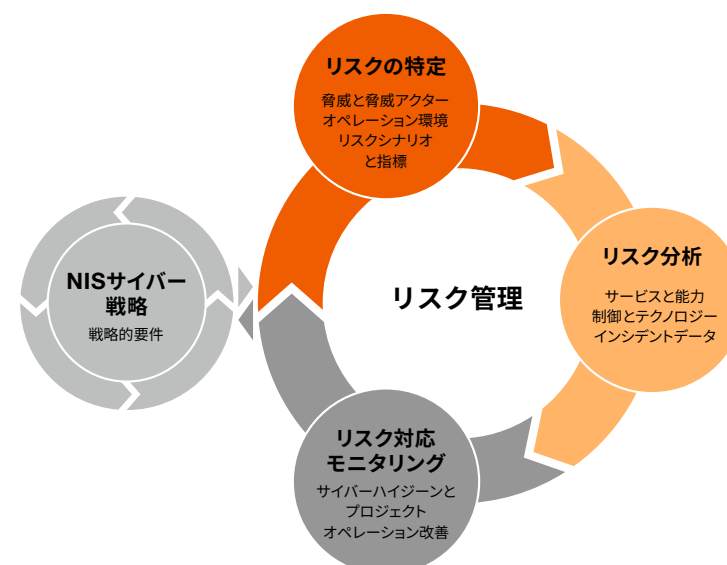 リスクの特定
脅威と脅威アクター
オペレーション環境
リスクシナリオ
と指標
NISサイバー
戦略
戦略的要件
リスク管理
リスク分析
サービスと能力
制御とテクノロジー
インシデントデータ
リスク対応
モニタリング
サイバーハイジーンと
プロジェクト
オペレーション改善